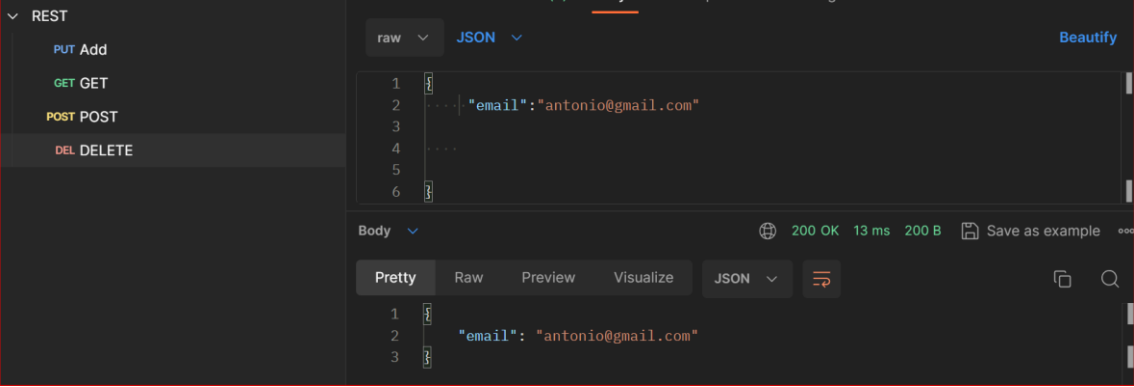 REST
PUT Add
GET GET
POST POST
DEL DELETE
raw JSON Beautify
1 {
2 "email":"antonio@gmail.com"
3
4
5
6 }
Body 200 OK 13 ms 200 B Save as example
Pretty Raw Preview Visualize JSON
1 {
2 "email": "antonio@gmail.com"
3 }